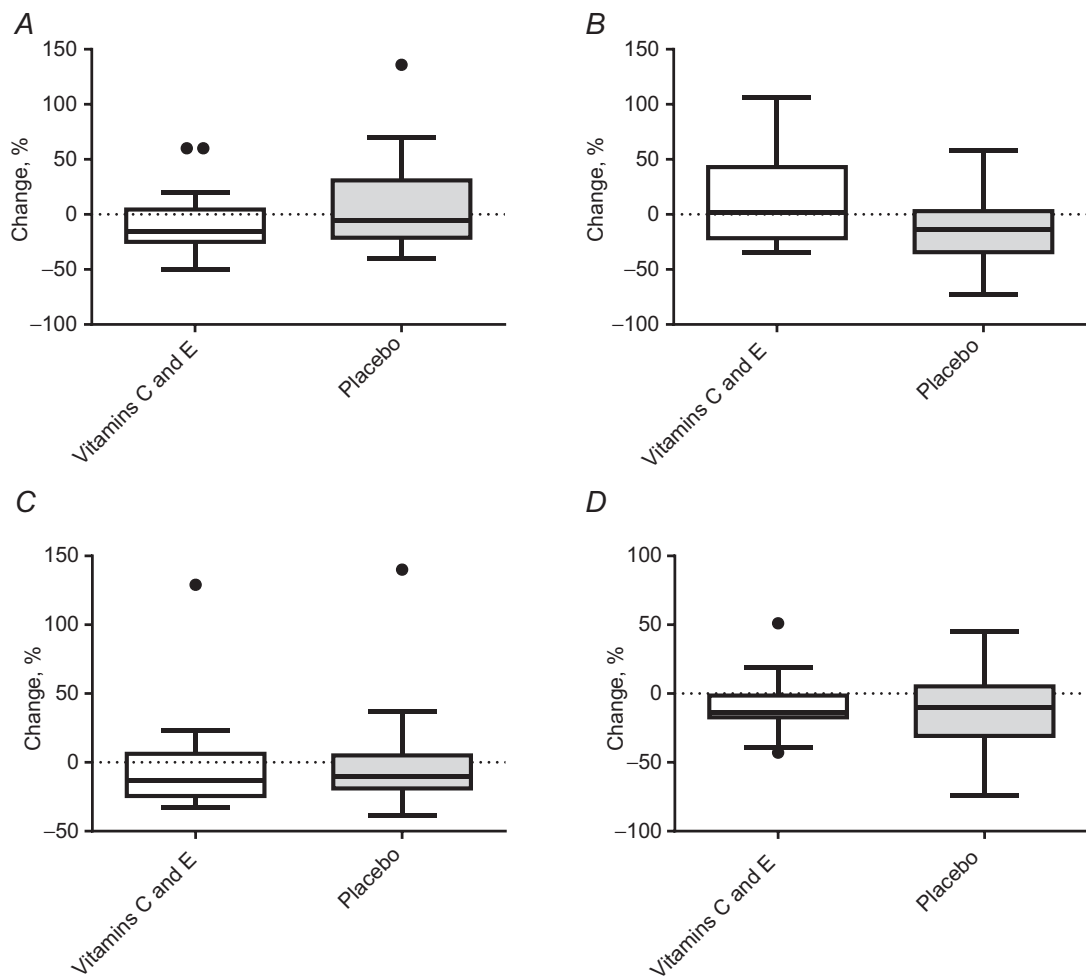 A
150
100
50
0
−50
−100
Change, %
Vitamins C and E
Placebo
B
150
100
50
0
−50
−100
Change, %
Vitamins C and E
Placebo
C
150
100
50
0
−50
Change, %
Vitamins C and E
Placebo
D
100
50
0
−50
−100
Change, %
Vitamins C and E
Placebo